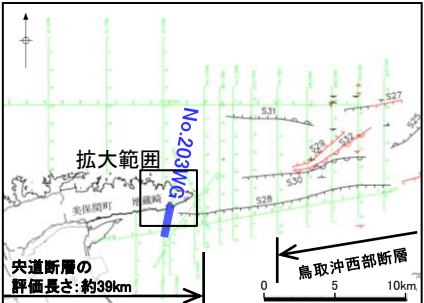 S27
S31
S25
No.203WG
S29
S32
拡大範囲
S30
美保関町
地蔵崎
S28
宍道断層の
評価長さ：約39km
鳥取沖西部断層
0 5 10km